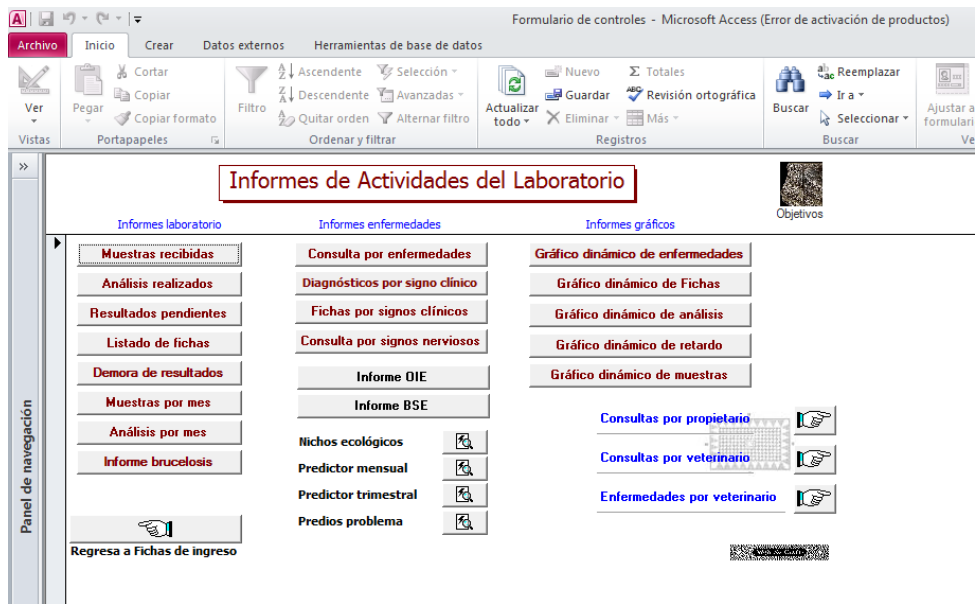 Formulario de controles - Microsoft Access (Error de activación de productos)
Archivo Inicio Crear Datos externos Herramientas de base de datos
Ver
Vistas
Pegar
Cortar
Copiar
Copiar formato
Portapapeles
Filtro
Ascendente
Descendente
Quitar orden
Selección
Avanzadas
Alternar filtro
Ordenar y filtrar
Actualizar
todo
Nuevo
Guardar
Eliminar
Totales
Revisión ortográfica
Más
Registros
Buscar
Reemplazar
Ir a
Seleccionar
Buscar
Ajustar a
formulari
Ve
Panel de navegación
Informes de Actividades del Laboratorio
Objetivos
Informes laboratorio
Muestras recibidas
Análisis realizados
Resultados pendientes
Listado de fichas
Demora de resultados
Muestras por mes
Análisis por mes
Informe brucelosis
Regresa a Fichas de ingreso
Informes enfermedades
Consulta por enfermedades
Diagnósticos por signo clínico
Fichas por signos clínicos
Consulta por signos nerviosos
Informe OIE
Informe BSE
Nichos ecológicos
Predictor mensual
Predictor trimestral
Predios problema
Informes gráficos
Gráfico dinámico de enfermedades
Gráfico dinámico de Fichas
Gráfico dinámico de análisis
Gráfico dinámico de retardo
Gráfico dinámico de muestras
Consultas por propietario
Consultas por veterinario
Enfermedades por veterinario